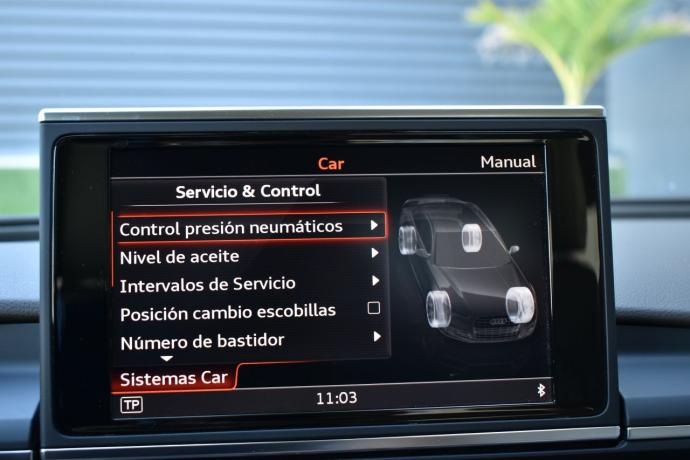 Car
Manual
Servicio & Control
Control presión neumáticos
Nivel de aceite
Intervalos de Servicio
Posición cambio escobillas
Número de bastidor
Sistemas Car
TP
11:03